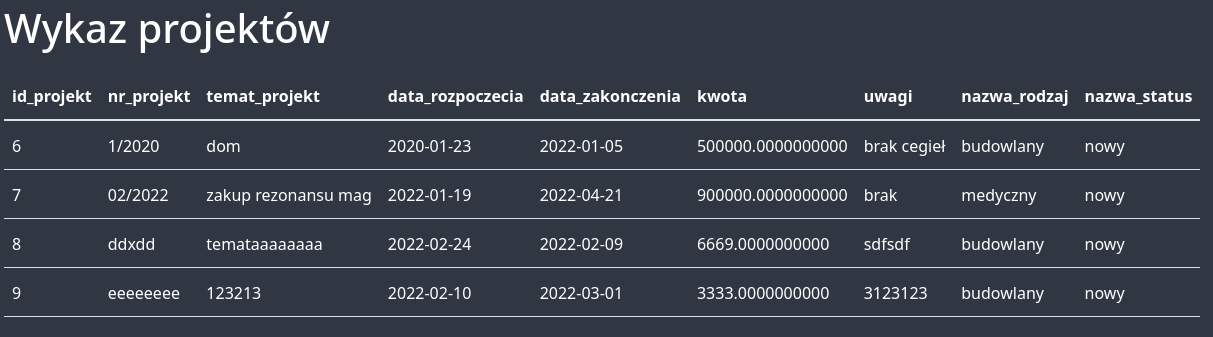 Wykaz projektów
id_projekt nr_projekt temat_projekt data_rozpoczecia data_zakonczenia kwota uwagi nazwa_rodzaj nazwa_status
6 1/2020 dom 2020-01-23 2022-01-05 500000.0000000000 brak cegieł budowlany nowy
7 02/2022 zakup rezonansu mag 2022-01-19 2022-04-21 900000.0000000000 brak medyczny nowy
8 ddxdd temataaaaaaaa 2022-02-24 2022-02-09 6669.0000000000 sdfsdf budowlany nowy
9 eeeeeeee 123213 2022-02-10 2022-03-01 3333.0000000000 3123123 budowlany nowy